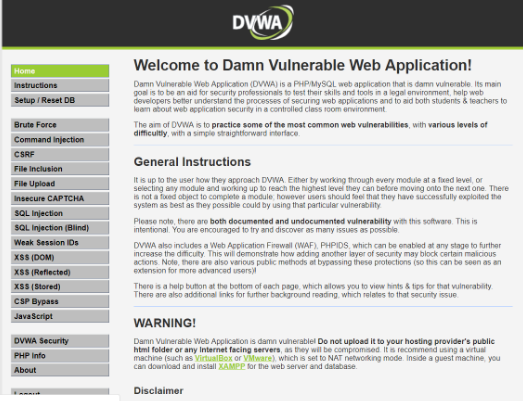 DVWA
Home
Instructions
Setup / Reset DB
Brute Force
Command Injection
CSRF
File Inclusion
File Upload
Insecure CAPTCHA
SQL Injection
SQL Injection (Blind)
Weak Session IDs
XSS (DOM)
XSS (Reflected)
XSS (Stored)
CSP Bypass
JavaScript
DVWA Security
PHP Info
About
Logout
Welcome to Damn Vulnerable Web Application!
Damn Vulnerable Web Application (DVWA) is a PHP/MySQL web application that is damn vulnerable. Its main
goal is to be an aid for security professionals to test their skills and tools in a legal environment, help web
developers better understand the processes of securing web applications and to aid both students & teachers to
learn about web application security in a controlled class room environment.
The aim of DVWA is to practice some of the most common web vulnerabilities, with various levels of
difficultly, with a simple straightforward interface.
General Instructions
It is up to the user how they approach DVWA. Either by working through every module at a fixed level, or
selecting any module and working up to reach the highest level they can before moving onto the next one. There
is not a fixed object to complete a module; however users should feel that they have successfully exploited the
system as best as they possible could by using that particular vulnerability.
Please note, there are both documented and undocumented vulnerability with this software. This is
intentional. You are encouraged to try and discover as many issues as possible.
DVWA also includes a Web Application Firewall (WAF), PHPIDS, which can be enabled at any stage to further
increase the difficulty. This will demonstrate how adding another layer of security may block certain malicious
actions. Note, there are also various public methods at bypassing these protections (so this can be seen as an
extension for more advanced users)!
There is a help button at the bottom of each page, which allows you to view hints & tips for that vulnerability.
There are also additional links for further background reading, which relates to that security issue.
WARNING!
Damn Vulnerable Web Application is damn vulnerable! Do not upload it to your hosting provider's public
html folder or any Internet facing servers, as they will be compromised. It is recommend using a virtual
machine (such as VirtualBox or VMware), which is set to NAT networking mode. Inside a guest machine, you
can download and install XAMPP for the web server and database.
Disclaimer